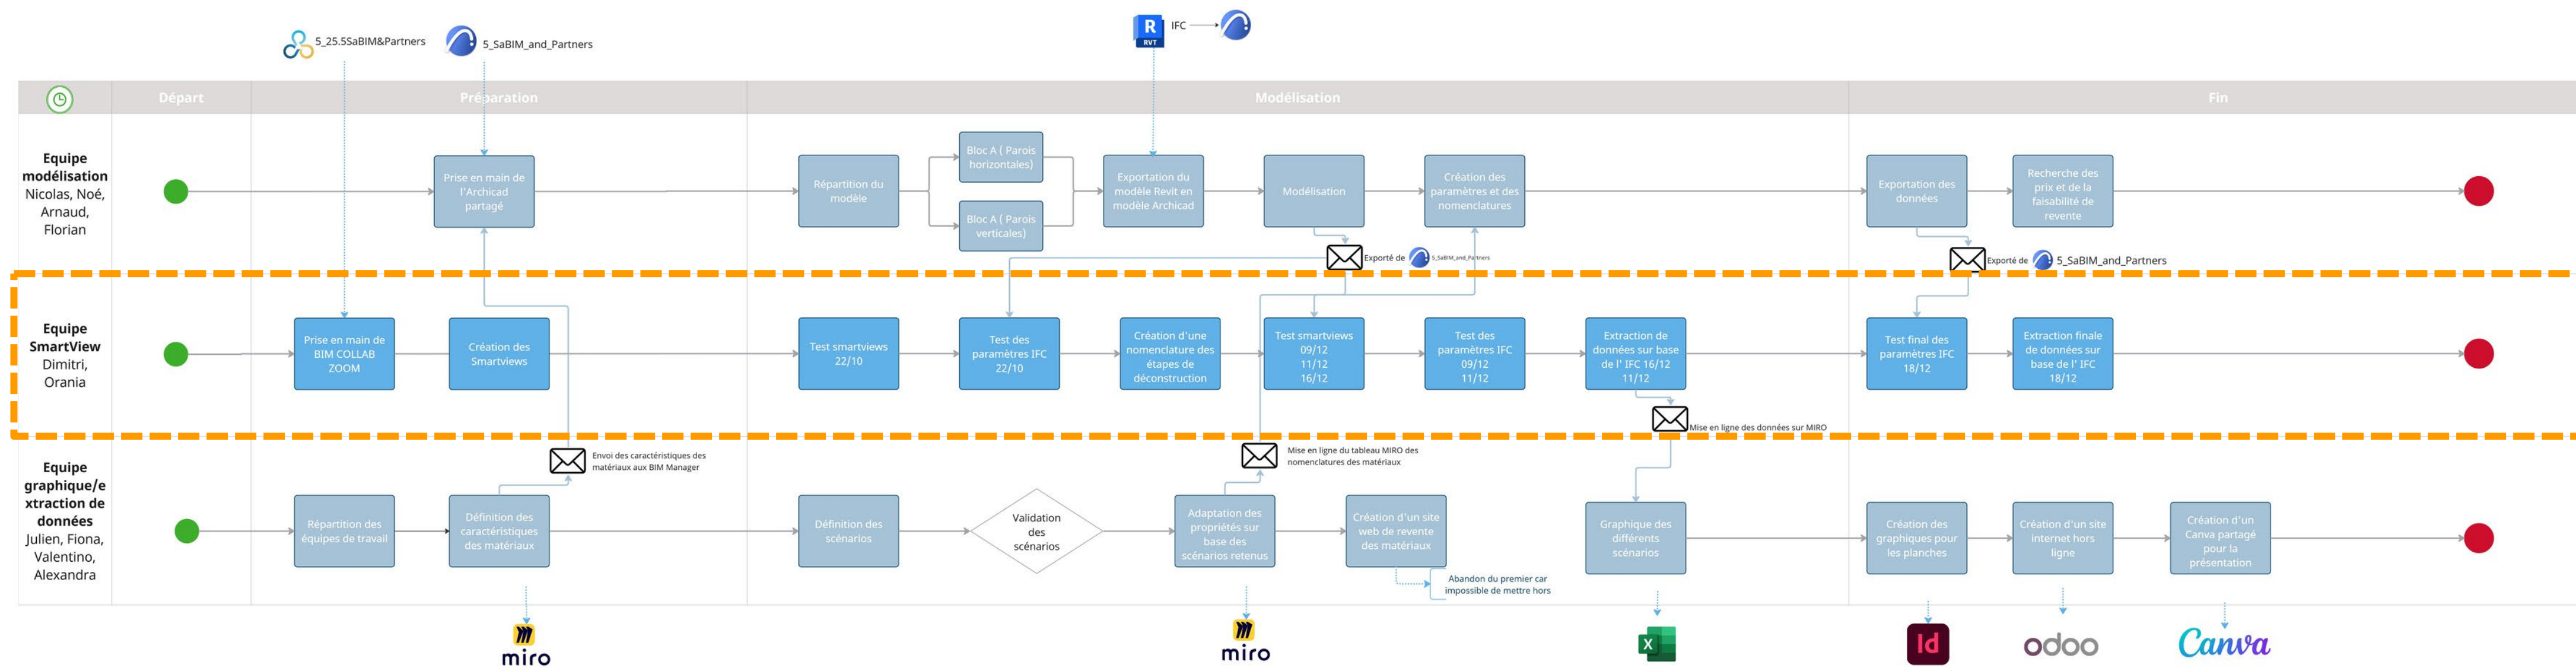 5_25.5SaBIM&Partners
5_SaBIM_and_Partners
R
RVT
IFC
Départ
Préparation
Modélisation
Fin
Equipe
modélisation
Nicolas, Noé,
Arnaud,
Florian
Prise en main de
l'Archicad
partagé
Répartition du
modèle
Bloc A ( Parois
horizontales)
Bloc A ( Parois
verticales)
Exportation du
modèle Revit en
modèle Archicad
Modélisation
Création des
paramètres et des
nomenclatures
Exportation des
données
Recherche des
prix et de la
faisabilité de
revente
Exporté de
5_SaBIM_and_Partners
Exporté de
5_SaBIM_and_Partners
Equipe
SmartView
Dimitri,
Orania
Prise en main de
BIM COLLAB
ZOOM
Création des
Smartviews
Test smartviews
22/10
Test des
paramètres IFC
22/10
Création d'une
nomenclature des
étapes de
déconstruction
Test smartviews
09/12
11/12
16/12
Test des
paramètres IFC
09/12
11/12
Extraction de
données sur base
de l' IFC 16/12
11/12
Test final des
paramètres IFC
18/12
Extraction finale
de données sur
base de l' IFC
18/12
Mise en ligne des données sur MIRO
Envoi des caractéristiques des
matériaux aux BIM Manager
Mise en ligne du tableau MIRO des
nomenclatures des matériaux
Equipe
graphique/e
xtraction de
données
Julien, Fiona,
Valentino,
Alexandra
Répartition des
équipes de travail
Définition des
caractéristiques
des matériaux
Définition des
scénarios
Validation
des
scénarios
Adaptation des
propriétés sur
base des
scénarios retenus
Création d'un site
web de revente
des matériaux
Abandon du premier car
impossible de mettre hors
Graphique des
différents
scénarios
Création des
graphiques pour
les planches
Création d'un site
internet hors
ligne
Création d'un
Canva partagé
pour la
présentation
miro
miro
X
Id
odoo
Canva